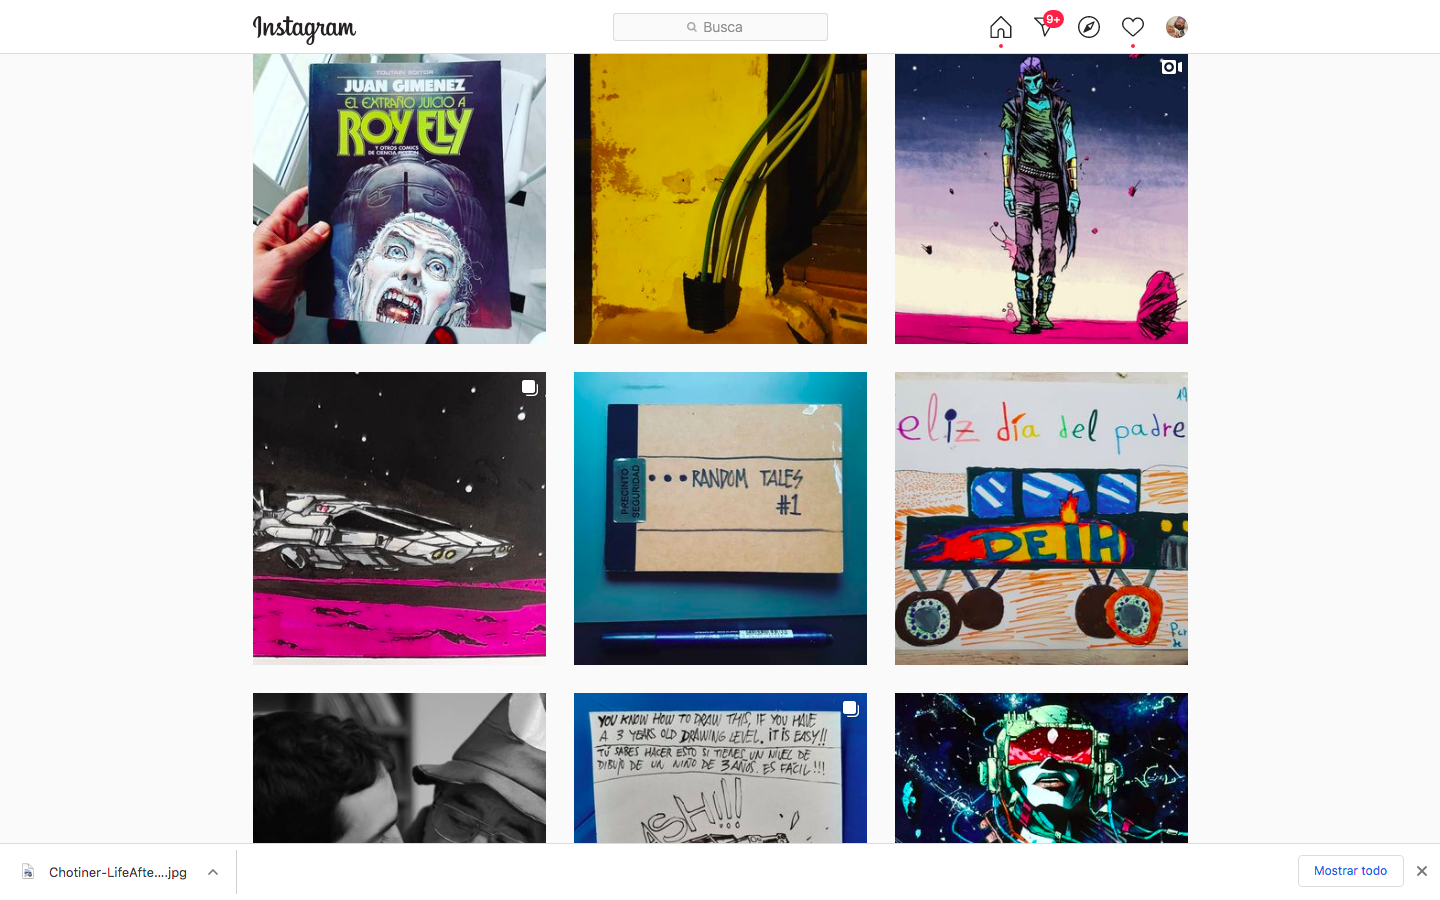 Instagram
Busca
9+
TOUTAIN EDITOR
JUAN GIMENEZ
EL EXTRAÑO JUICIO A
ROY ELY
Y OTROS COMICS
DE CIENCIA FICCION
PRECINTO
SEGURIDAD
•••RANDOM TALES
#1
eliz día del padre
DEIH
YOU KNOW HOW TO DRAW THIS, IF YOU HAVE
A 3 YEARS OLD DRAWING LEVEL. IT IS EASY!!
TÚ SABES HACER ESTO SI TIENES UN NIVEL DE
DIBUJO DE UN NIÑO DE 3 AÑOS. ES FACIL!!!
ASH!!!
Chotiner-LifeAfte....jpg
Mostrar todo